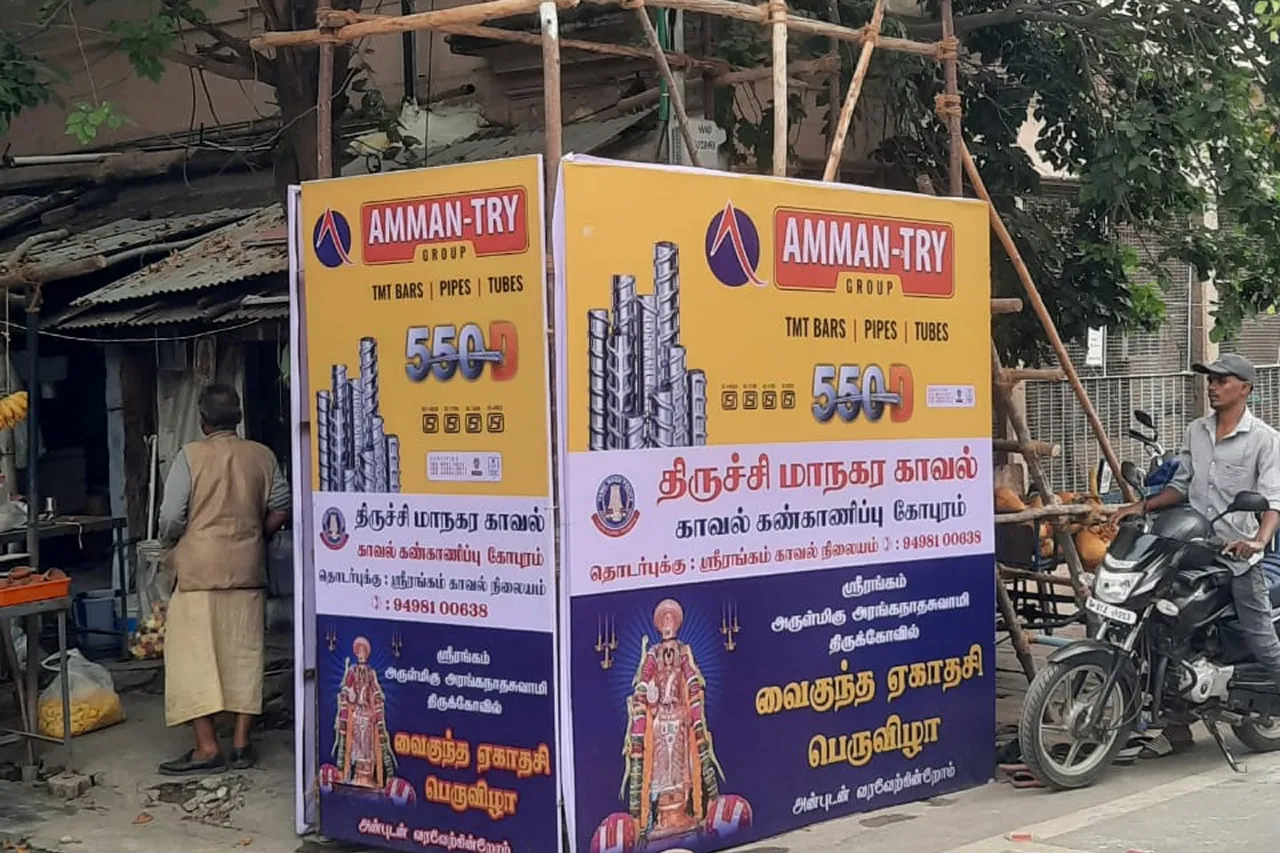 AMMAN-TRY
GROUP
TMT BARS | PIPES | TUBES
550-D
திருச்சி மாநகர காவல்
காவல் கண்காணிப்பு கோபுரம்
தொடர்புக்கு : ஸ்ரீரங்கம் காவல் நிலையம்
✆ : 94981 00638
ஸ்ரீரங்கம்
அருள்மிகு அரங்கநாதசுவாமி
திருக்கோவில்
வைகுந்த ஏகாதசி
பெருவிழா
அன்புடன் வரவேற்கின்றோம்
AMMAN-TRY
GROUP
TMT BARS | PIPES | TUBES
550-D
திருச்சி மாநகர காவல்
காவல் கண்காணிப்பு கோபுரம்
தொடர்புக்கு : ஸ்ரீரங்கம் காவல் நிலையம் ✆ : 94981 00638
ஸ்ரீரங்கம்
அருள்மிகு அரங்கநாதசுவாமி
திருக்கோவில்
வைகுந்த ஏகாதசி
பெருவிழா
அன்புடன் வரவேற்கின்றோம்